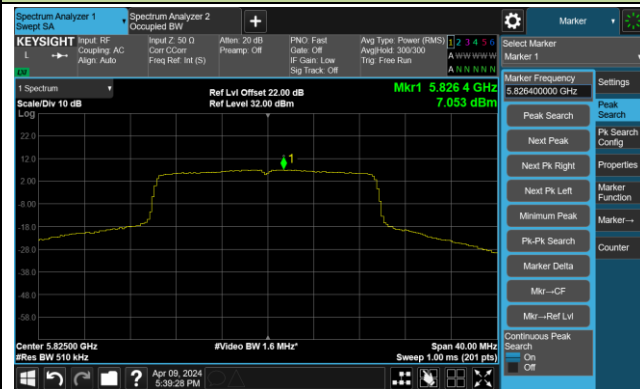 Spectrum Analyzer 1
Swept SA
Spectrum Analyzer 2
Occupied BW
+
Marker
KEYSIGHT
L
Input: RF
Coupling: AC
Align: Auto
Input Z: 50 Ω
Corr CCorr
Freq Ref: Int (S)
Atten: 20 dB
Preamp: Off
PNO: Fast
Gate: Off
IF Gain: Low
Sig Track: Off
Avg Type: Power (RMS)
Avg|Hold: 300/300
Trig: Free Run
1 2 3 4 5 6
A W W W W W
A N N N N N
Select Marker
Marker 1
1 Spectrum
Scale/Div 10 dB
Log
Ref Lvl Offset 22.00 dB
Ref Level 32.00 dBm
Mkr1 5.826 4 GHz
7.053 dBm
22.0
12.0
2.00
-8.00
-18.0
-28.0
-38.0
-48.0
-58.0
1
Center 5.82500 GHz
#Res BW 510 kHz
#Video BW 1.6 MHz*
Span 40.00 MHz
Sweep 1.00 ms (201 pts)
Marker Frequency
5.826400000 GHz
Peak Search
Next Peak
Next Pk Right
Next Pk Left
Minimum Peak
Pk-Pk Search
Marker Delta
Mkr→CF
Mkr→Ref Lvl
Continuous Peak
Search
On
Off
Settings
Peak
Search
Pk Search
Config
Properties
Marker
Function
Marker→
Counter
?
Apr 09, 2024
5:39:28 PM